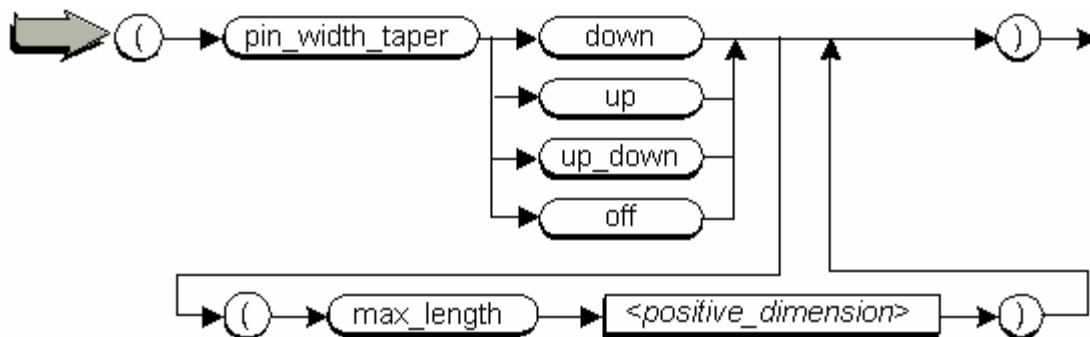 ( pin_width_taper down )
up
up_down
off
( max_length <positive_dimension> )